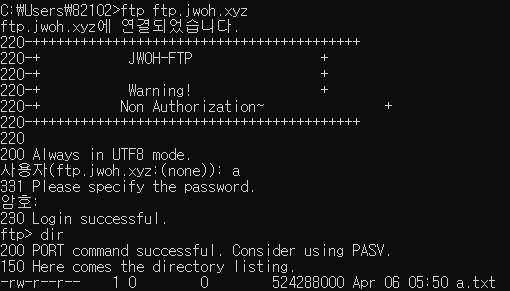 C:\Users\82102>ftp ftp.jwoh.xyz
ftp.jwoh.xyz에 연결되었습니다.
220-+++++++++++++++++++++++++++++++++++++++++
220-+           JWOH-FTP                +
220-+                                   +
220-+           Warning!                +
220-+          Non Authorization~               +
220-+++++++++++++++++++++++++++++++++++++++++
220
200 Always in UTF8 mode.
사용자(ftp.jwoh.xyz:(none)): a
331 Please specify the password.
암호:
230 Login successful.
ftp> dir
200 PORT command successful. Consider using PASV.
150 Here comes the directory listing.
-rw-r--r--    1 0        0        524288000 Apr 06 05:50 a.txt